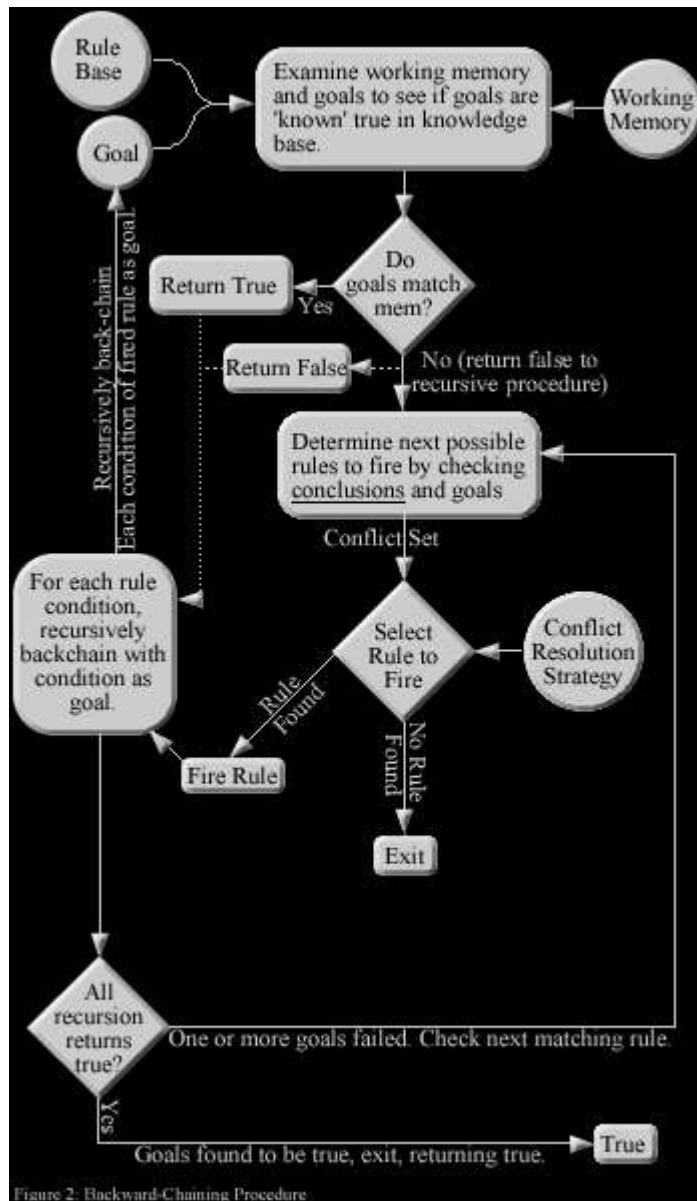 Rule
Base
Goal
Examine working memory
and goals to see if goals are
'known' true in knowledge
base.
Working
Memory
Do
goals match
mem?
Yes
Return True
Return False
No (return false to
recursive procedure)
Recursively back-chain
Each condition of fired rule as goal.
Determine next possible
rules to fire by checking
conclusions and goals
Conflict Set
For each rule
condition,
recursively
backchain with
condition as
goal.
Select
Rule to
Fire
Conflict
Resolution
Strategy
Rule
Found
Fire Rule
No Rule
Found
Exit
All
recursion
returns
true?
One or more goals failed. Check next matching rule.
Yes
Goals found to be true, exit, returning true.
True
Figure 2: Backward-Chaining Procedure